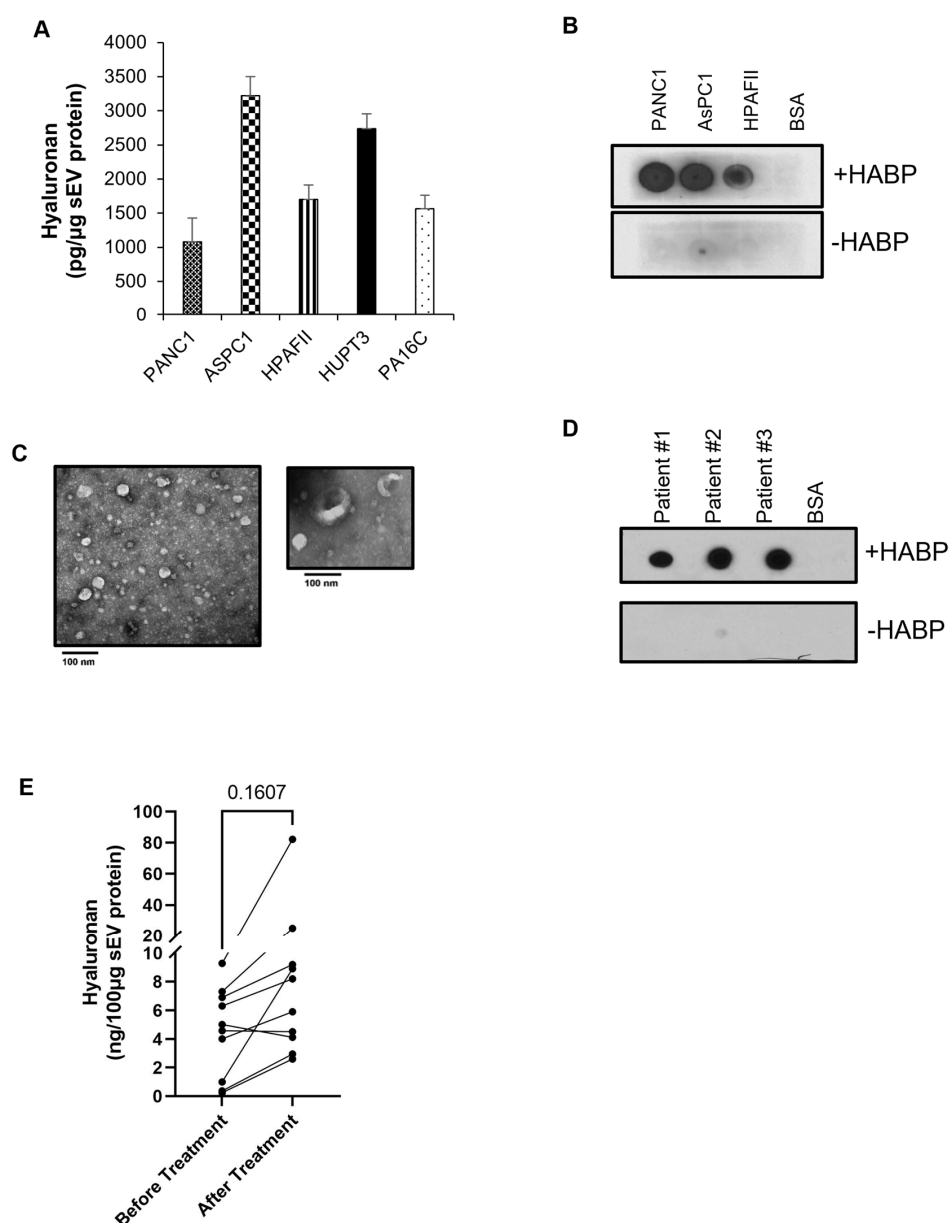 A
4000
3500
3000
2500
2000
1500
1000
500
0
Hyaluronan
(pg/µg sEV protein)
PANC1
ASPC1
HPAFII
HUPT3
PA16C
B
PANC1
AsPC1
HPAFII
BSA
+HABP
-HABP
C
100 nm
100 nm
D
Patient #1
Patient #2
Patient #3
BSA
+HABP
-HABP
E
0.1607
100
80
60
40
20
10
8
6
4
2
0
Hyaluronan
(ng/100µg sEV protein)
Before Treatment
After Treatment